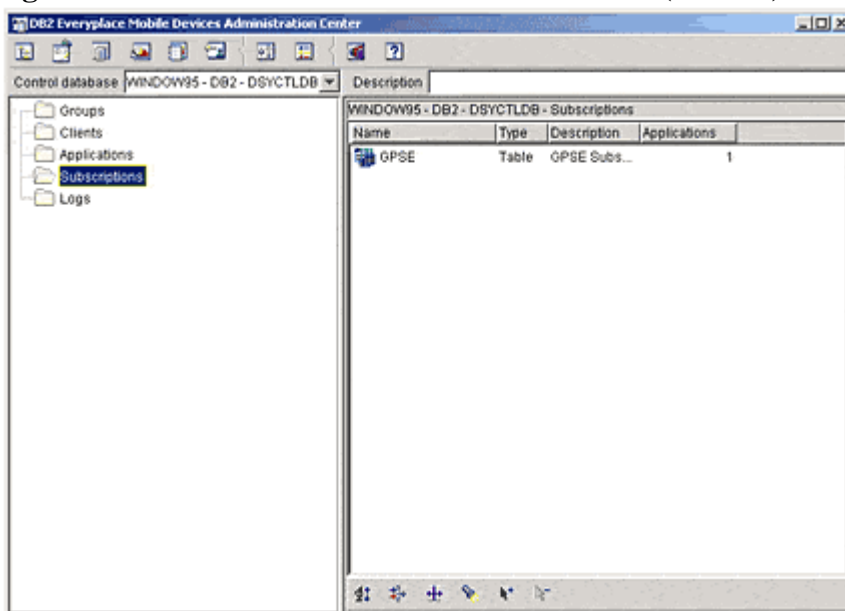 DB2 Everyplace Mobile Devices Administration Center
Control database WINDOW95 - DB2 - DSYCTLDB Description
Groups
Clients
Applications
Subscriptions
Logs
WINDOW95 - DB2 - DSYCTLDB - Subscriptions
Name Type Description Applications
GPSE Table GPSE Subs... 1